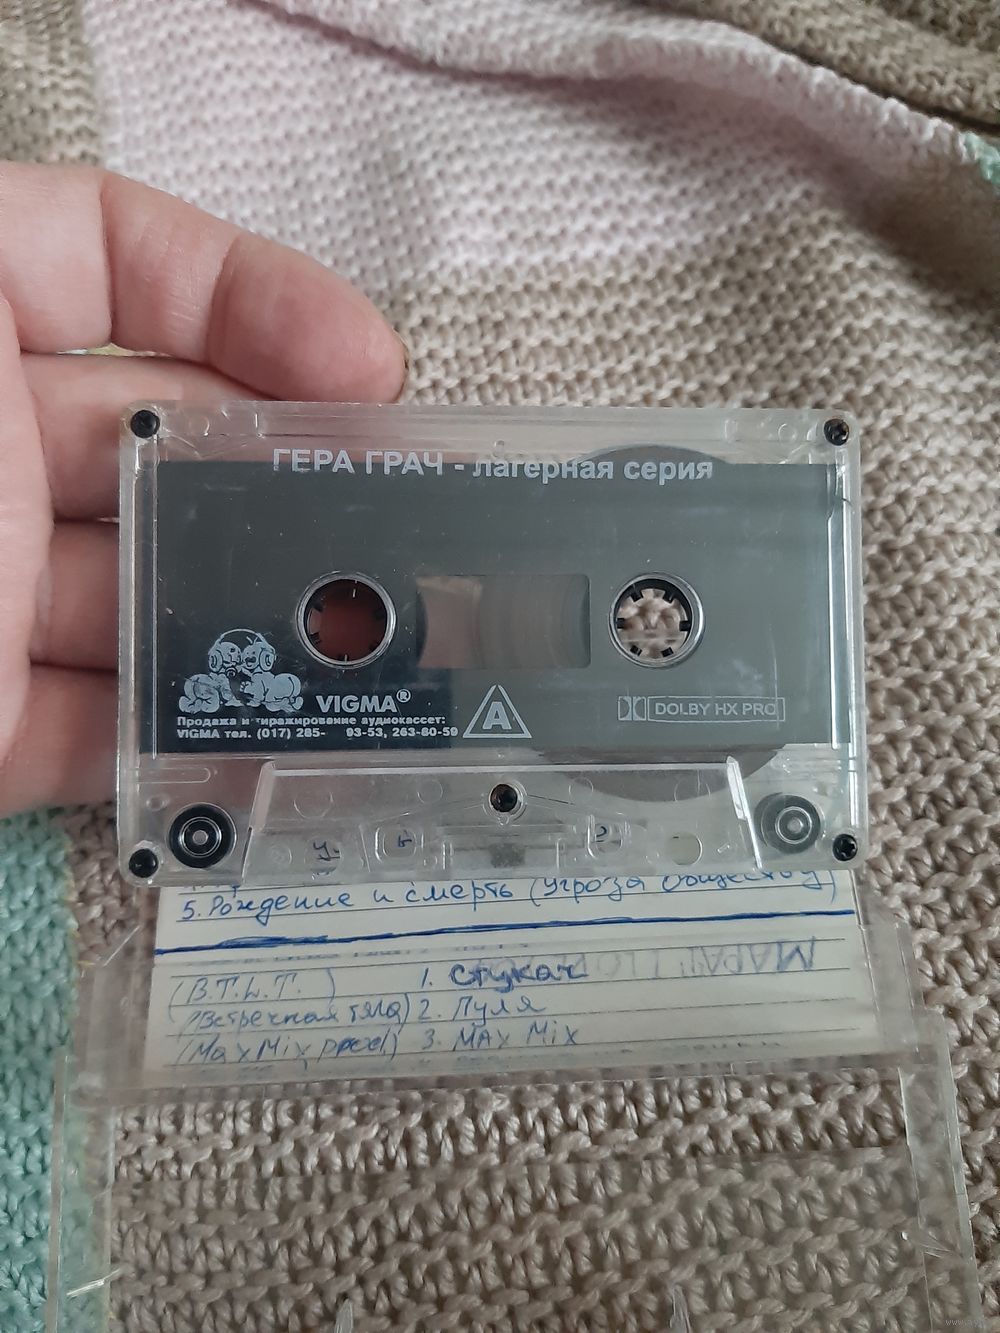 ГЕРА ГРАЧ - лагерная серия
VIGMA®
Продажа и тиражирование аудиокассет:
VIGMA тел. (017) 285- 93-53, 263-80-59
A
DOLBY HX PRO
5. Рождение и смерть (Угроза обществу)
(B.T.L.T.) 1. Стукач
(Встречная тяга) 2. Пуля
(Max Mix prod) 3. MAX MIX